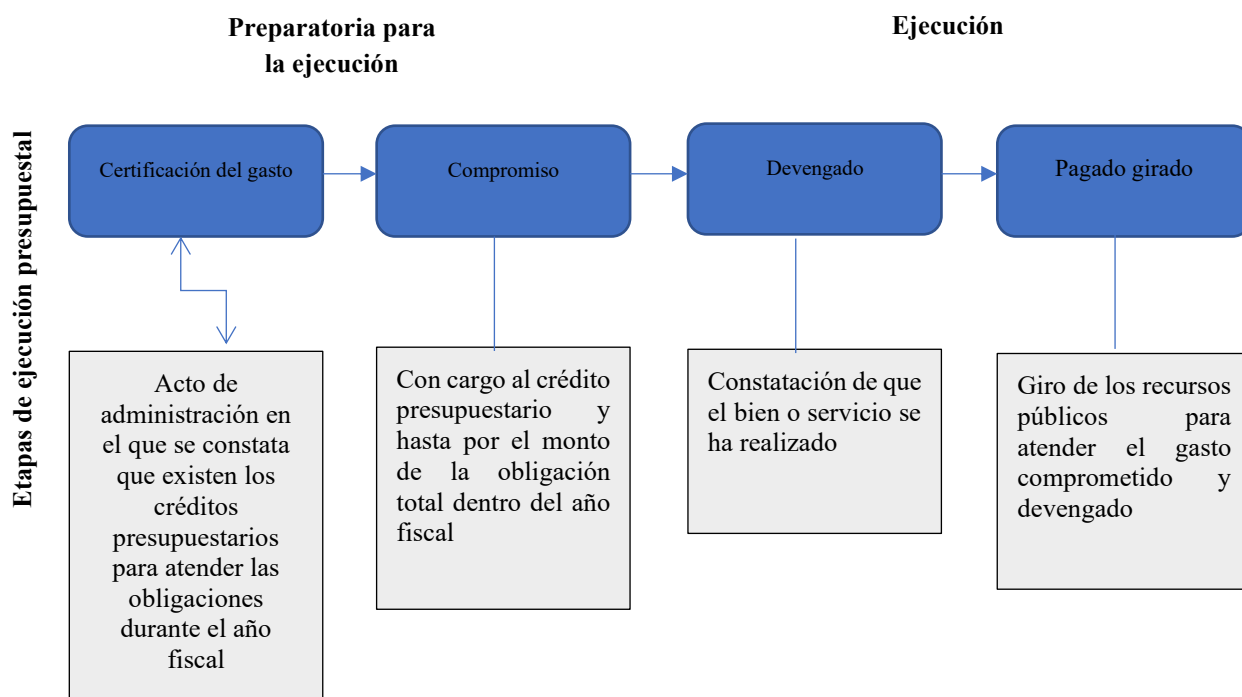 Preparatoria para
la ejecución
Ejecución
Etapas de ejecución presupuestal
Certificación del gasto
Compromiso
Devengado
Pagado girado
Acto de
administración en
el que se constata
que existen los
créditos
presupuestarios
para atender las
obligaciones
durante el año
fiscal
Con cargo al crédito
presupuestario y
hasta por el monto
de la obligación
total dentro del año
fiscal
Constatación de que
el bien o servicio se
ha realizado
Giro de los recursos
públicos para
atender el gasto
comprometido y
devengado